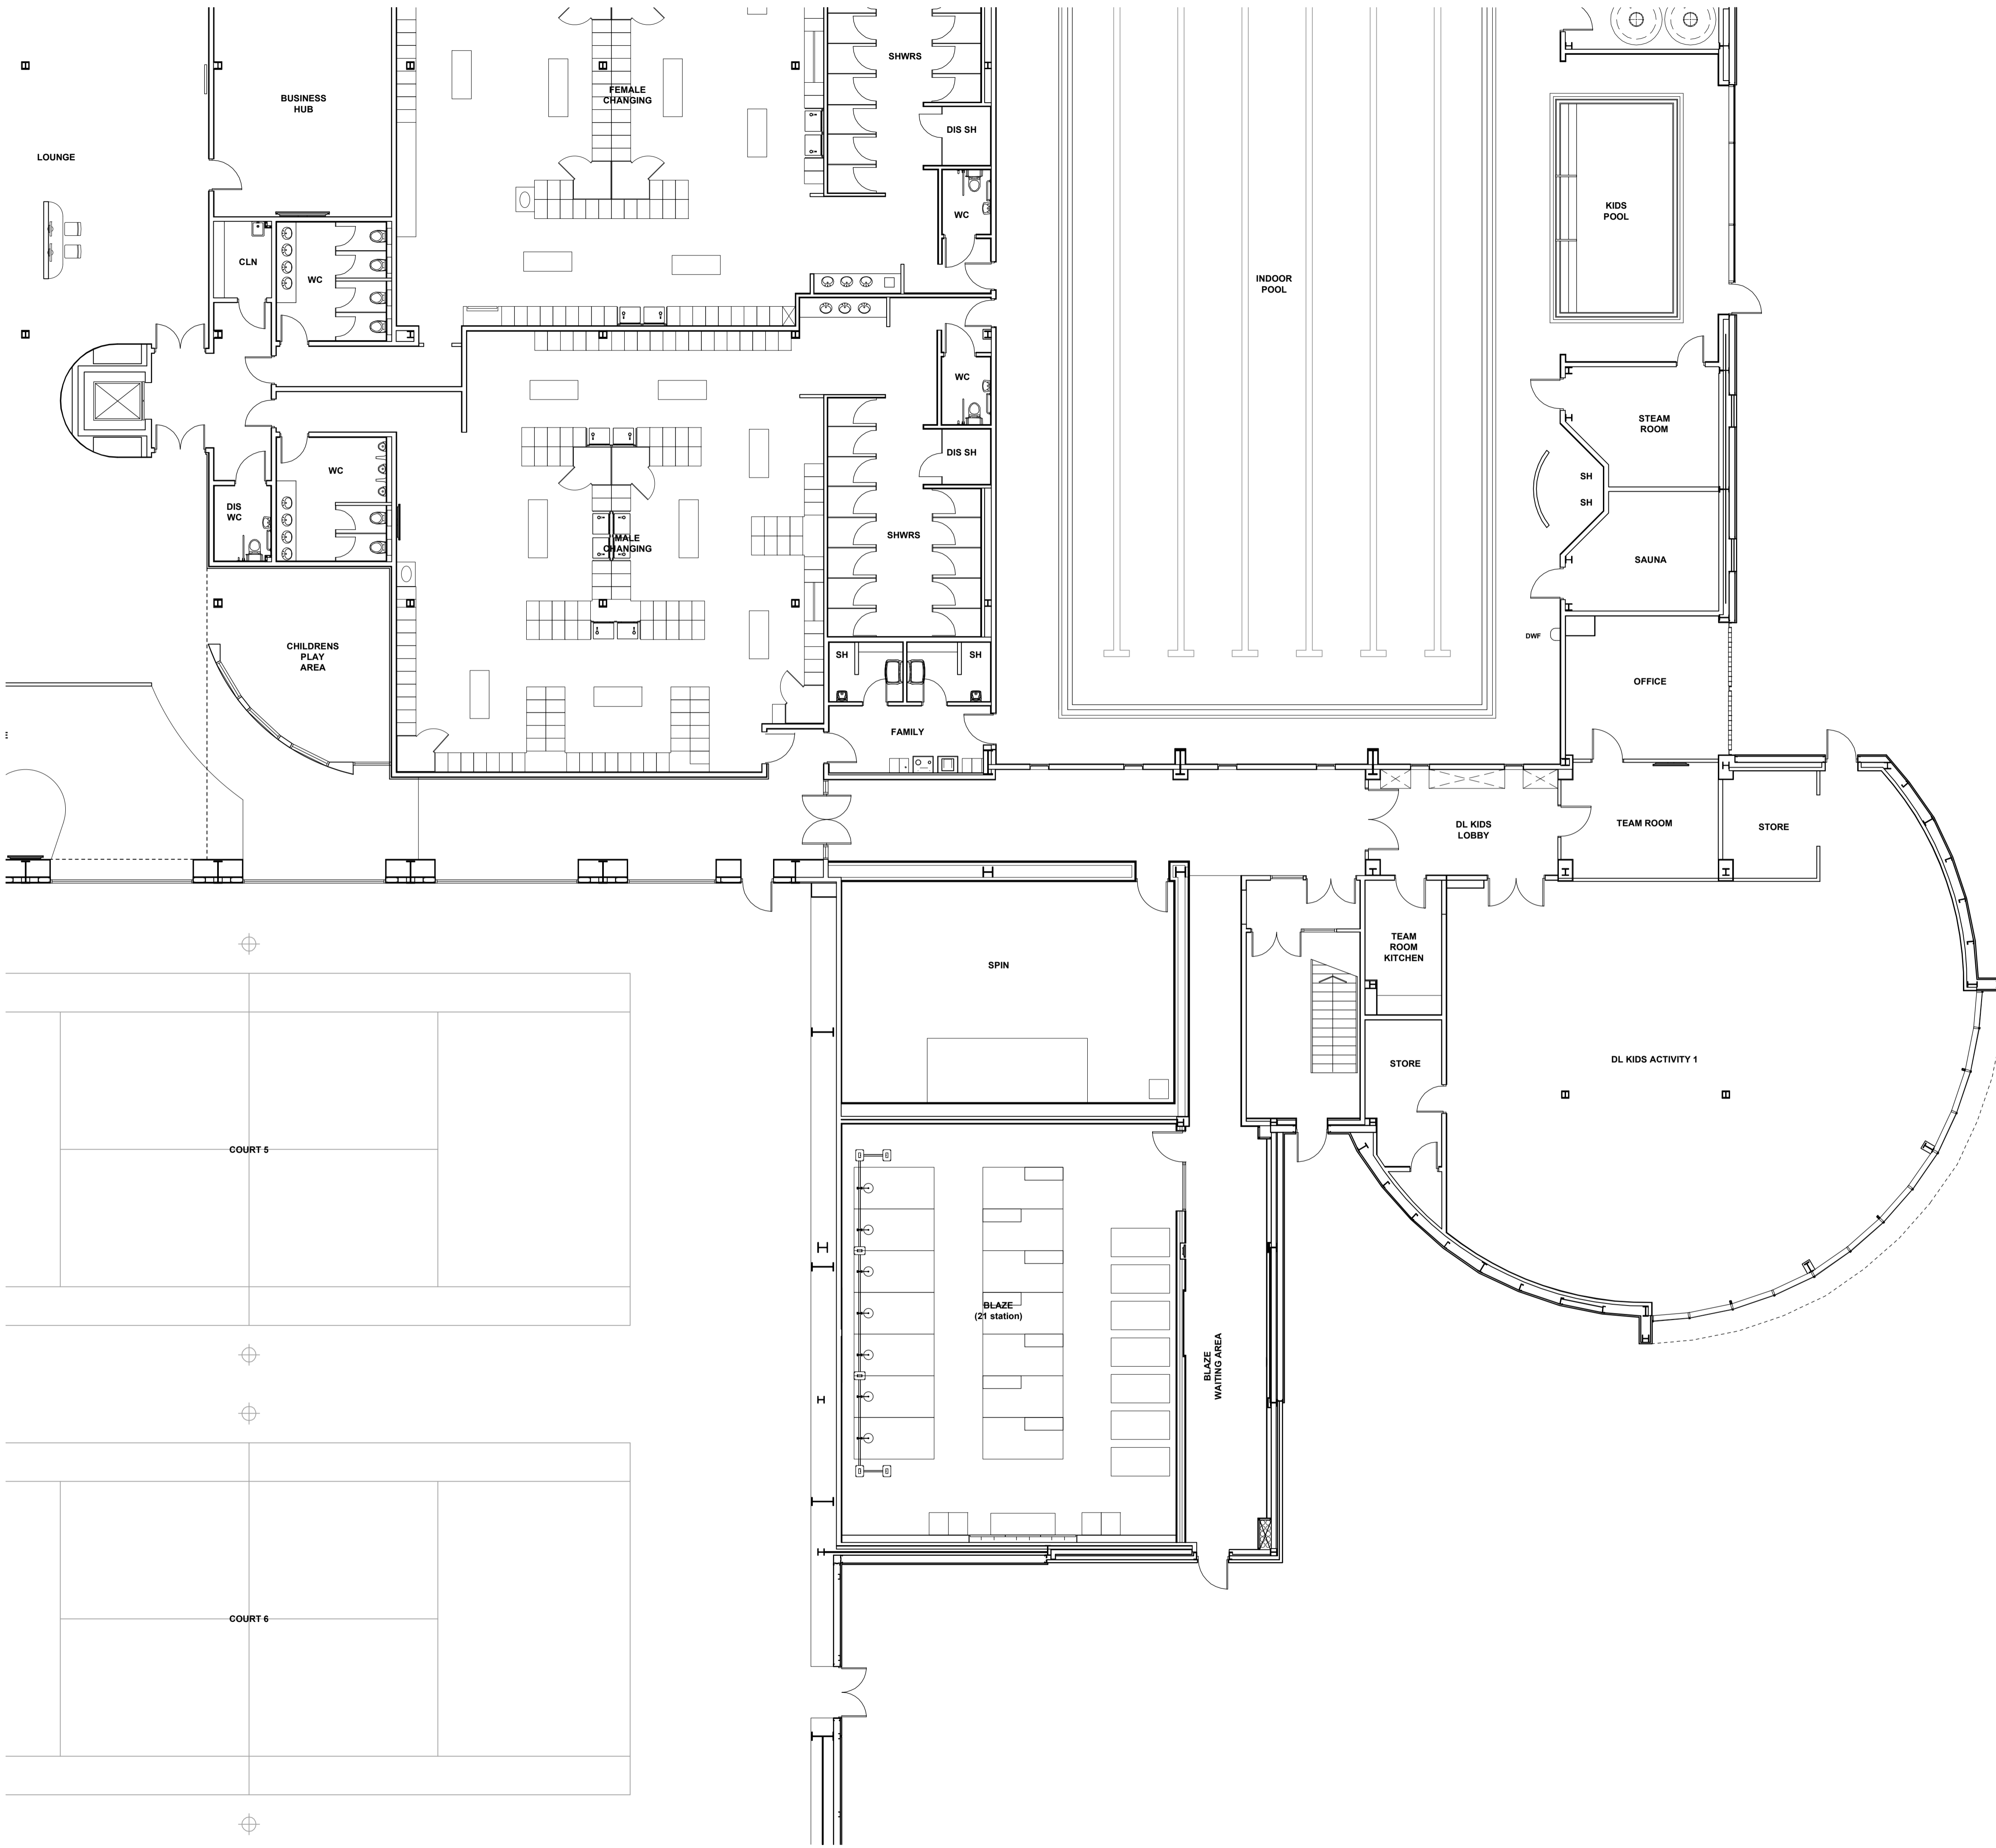 SHWRS
FEMALE
CHANGING
BUSINESS
HUB
DIS SH
LOUNGE
KIDS
POOL
WC
CLN
WC
INDOOR
POOL
WC
STEAM
ROOM
DIS SH
WC
SH
SH
DIS
WC
SHWRS
MALE
CHANGING
SAUNA
DWF
CHILDRENS
PLAY
AREA
SH
SH
OFFICE
FAMILY
E
DL KIDS
LOBBY
TEAM ROOM
STORE
TEAM
ROOM
KITCHEN
SPIN
DL KIDS ACTIVITY 1
STORE
COURT 5
BLAZE
(21 station)
BLAZE
WAITING AREA
COURT 6